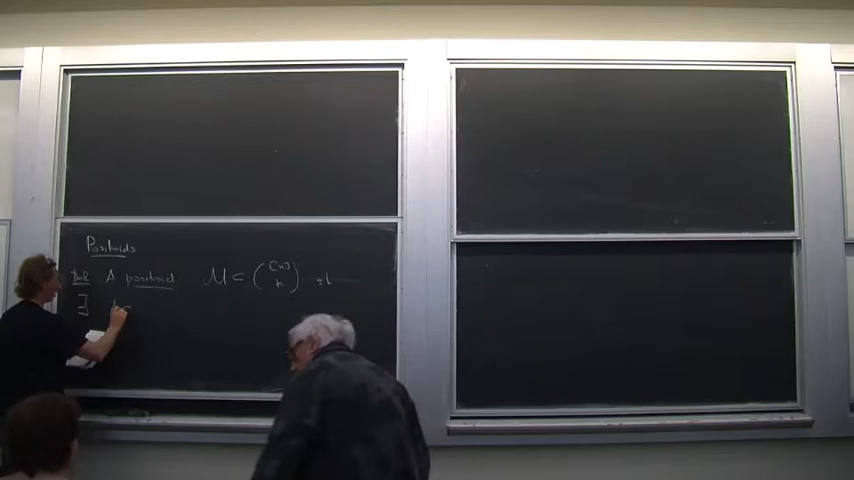 Positroids
Def A positroid M ⊂ ([n] k) st
∃ A